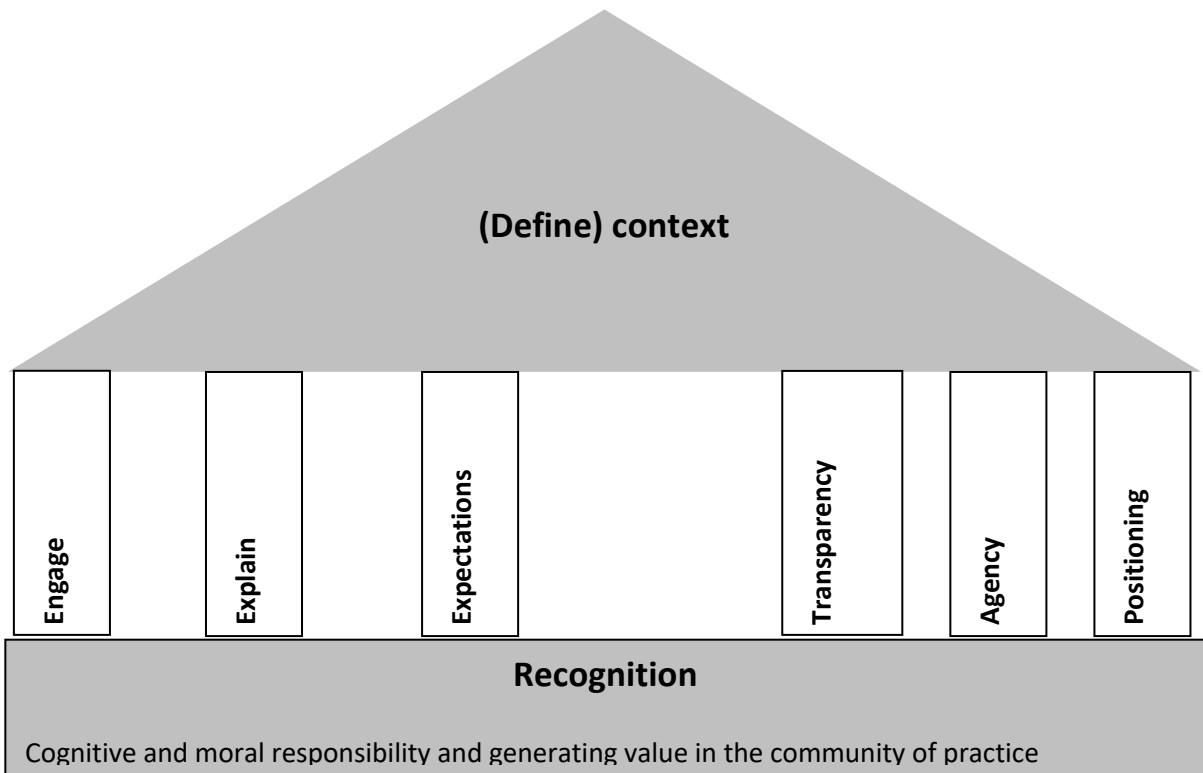 (Define) context
Engage
Explain
Expectations
Transparency
Agency
Positioning
Recognition
Cognitive and moral responsibility and generating value in the community of practice